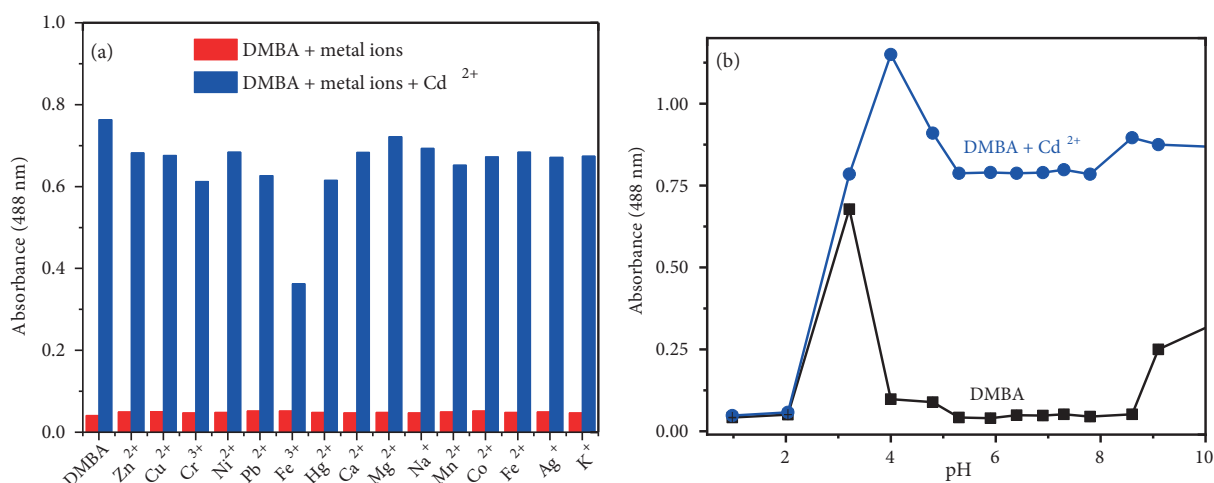 (a)
DMBA + metal ions
DMBA + metal ions + Cd 2+
1.0
0.8
0.6
0.4
0.2
0.0
Absorbance (488 nm)
DMBA
Zn 2+
Cu 2+
Cr 3+
Ni 2+
Pb 2+
Fe 3+
Hg 2+
Ca 2+
Mg 2+
Na +
Mn 2+
Co 2+
Fe 2+
Ag +
K +
(b)
DMBA + Cd 2+
DMBA
1.00
0.75
0.50
0.25
0.00
Absorbance (488 nm)
2 4 6 8 10
pH